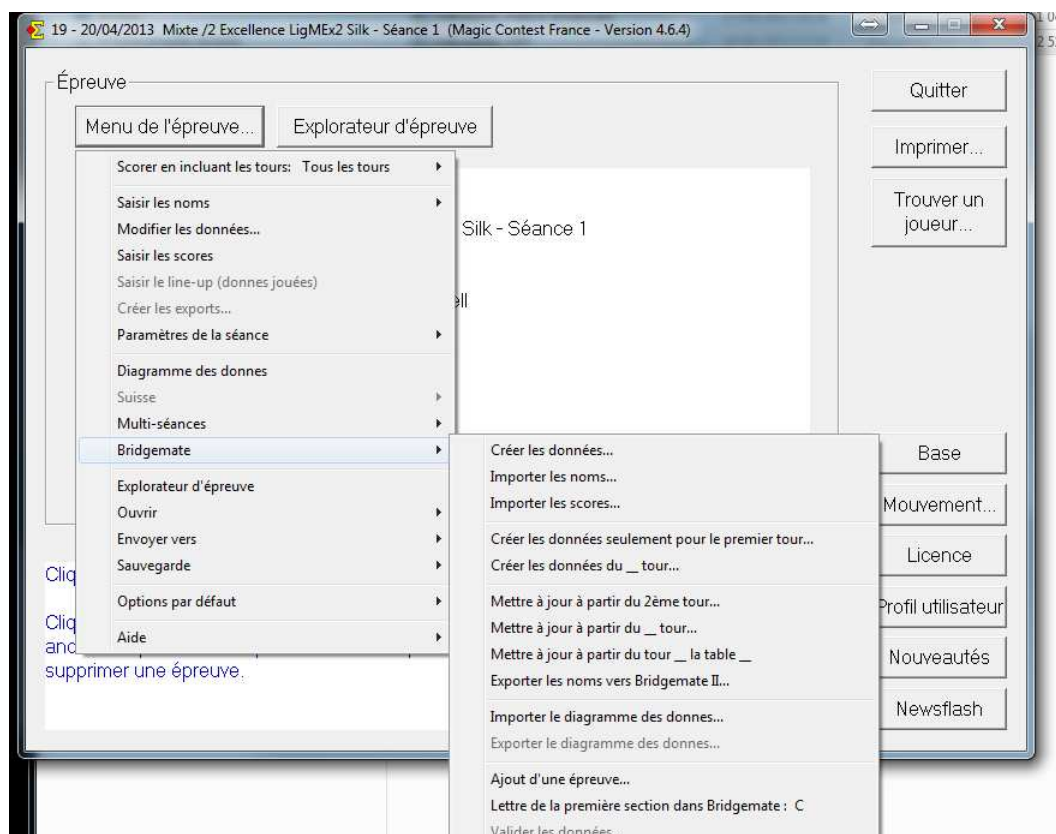 19 - 20/04/2013 Mixte /2 Excellence LigMEx2 Silk - Séance 1 (Magic Contest France - Version 4.6.4)
Épreuve
Menu de l'épreuve...
Explorateur d'épreuve
Quitter
Imprimer...
Trouver un
joueur...
Scorer en incluant les tours: Tous les tours
Saisir les noms
Modifier les données...
Saisir les scores
Saisir le line-up (donnes jouées)
Créer les exports...
Paramètres de la séance
Diagramme des donnes
Suisse
Multi-séances
Bridgemate
Explorateur d'épreuve
Ouvrir
Envoyer vers
Sauvegarde
Options par défaut
Aide
Silk - Séance 1
Créer les données...
Importer les noms...
Importer les scores...
Créer les données seulement pour le premier tour...
Créer les données du __ tour...
Mettre à jour à partir du 2ème tour...
Mettre à jour à partir du __ tour...
Mettre à jour à partir du tour __ la table __
Exporter les noms vers Bridgemate II...
Importer le diagramme des donnes...
Exporter le diagramme des donnes...
Ajout d'une épreuve...
Lettre de la première section dans Bridgemate : C
Valider les données
Base
Mouvement...
Licence
Profil utilisateur
Nouveautés
Newsflash
Cliq
Cliq
and
supprimer une épreuve.